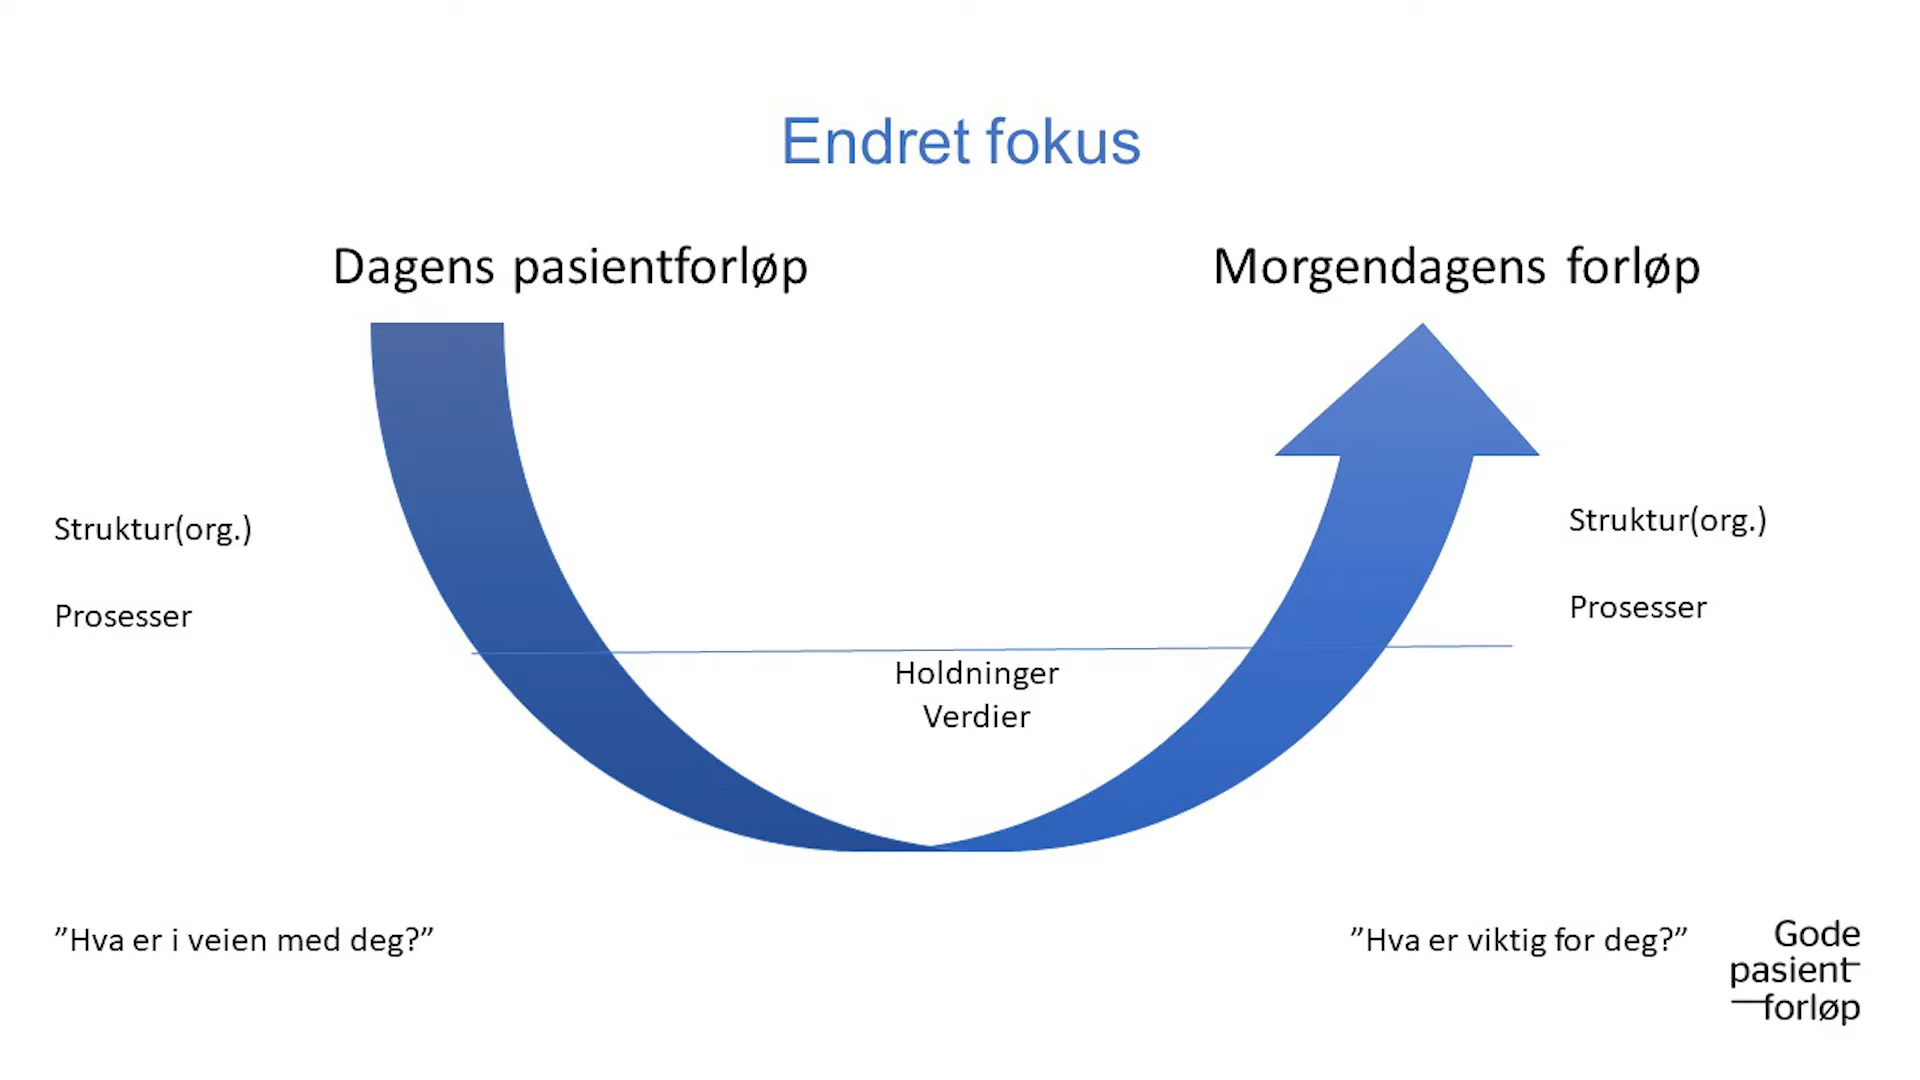 Endret fokus
Dagens pasientforløp
Morgendagens forløp
Struktur(org.)
Prosesser
Struktur(org.)
Prosesser
Holdninger
Verdier
”Hva er i veien med deg?”
”Hva er viktig for deg?”
Gode
pasient
forløp